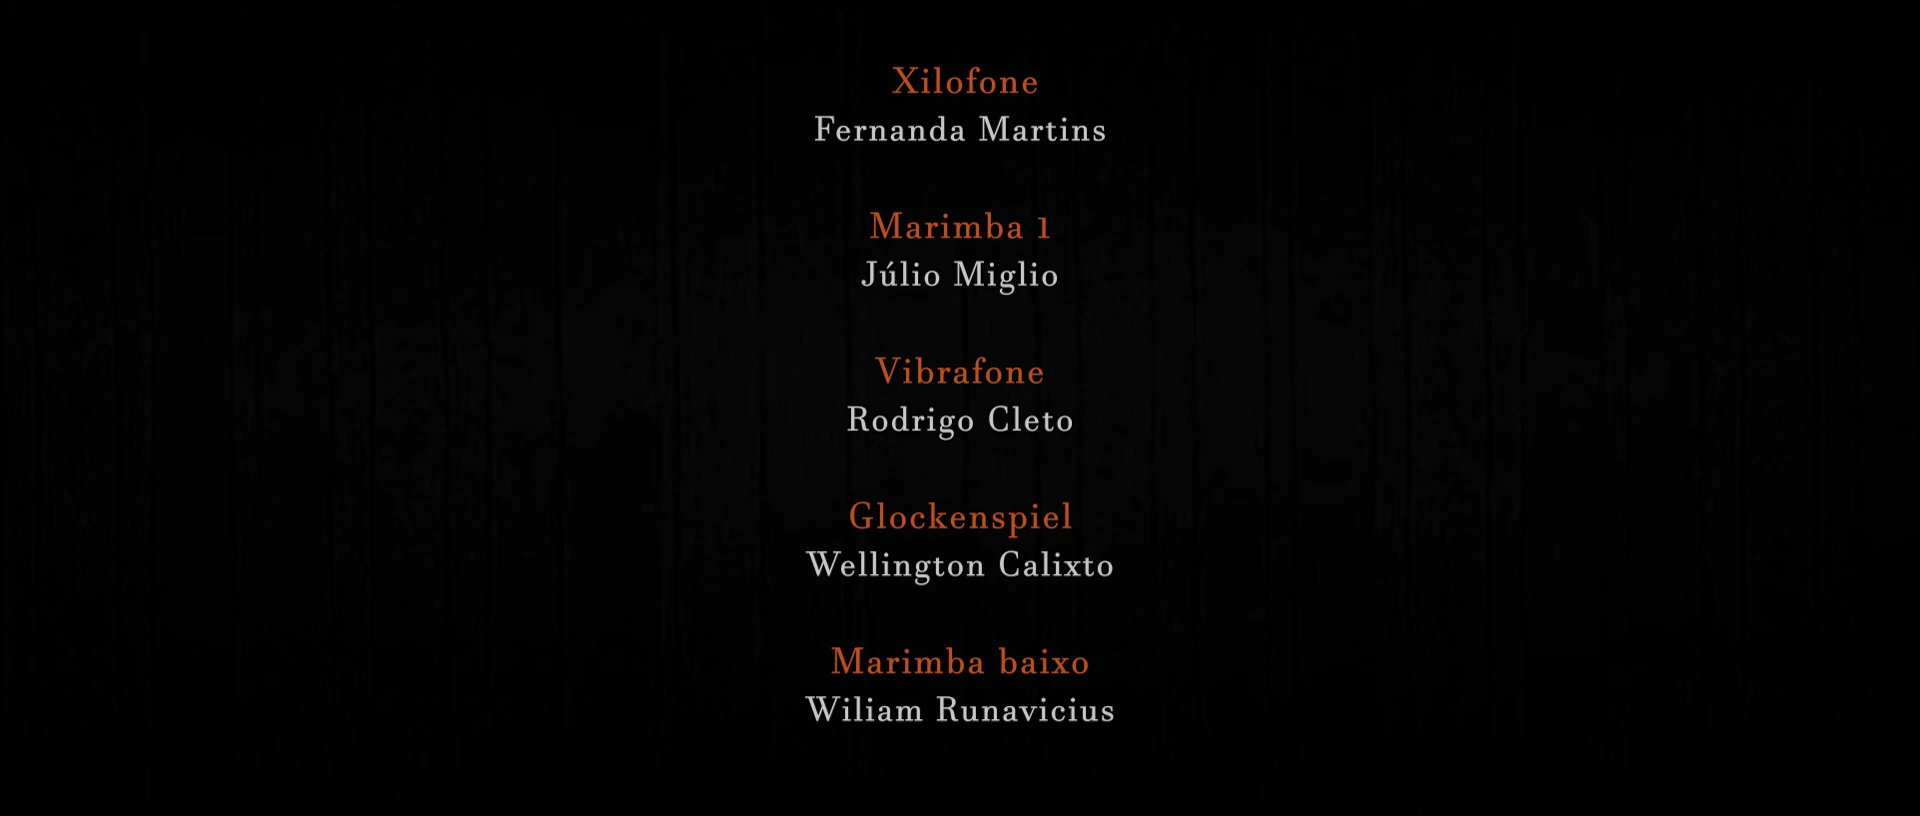 Xilofone
Fernanda Martins
Marimba 1
Júlio Miglio
Vibrafone
Rodrigo Cleto
Glockenspiel
Wellington Calixto
Marimba baixo
Wiliam Runavicius